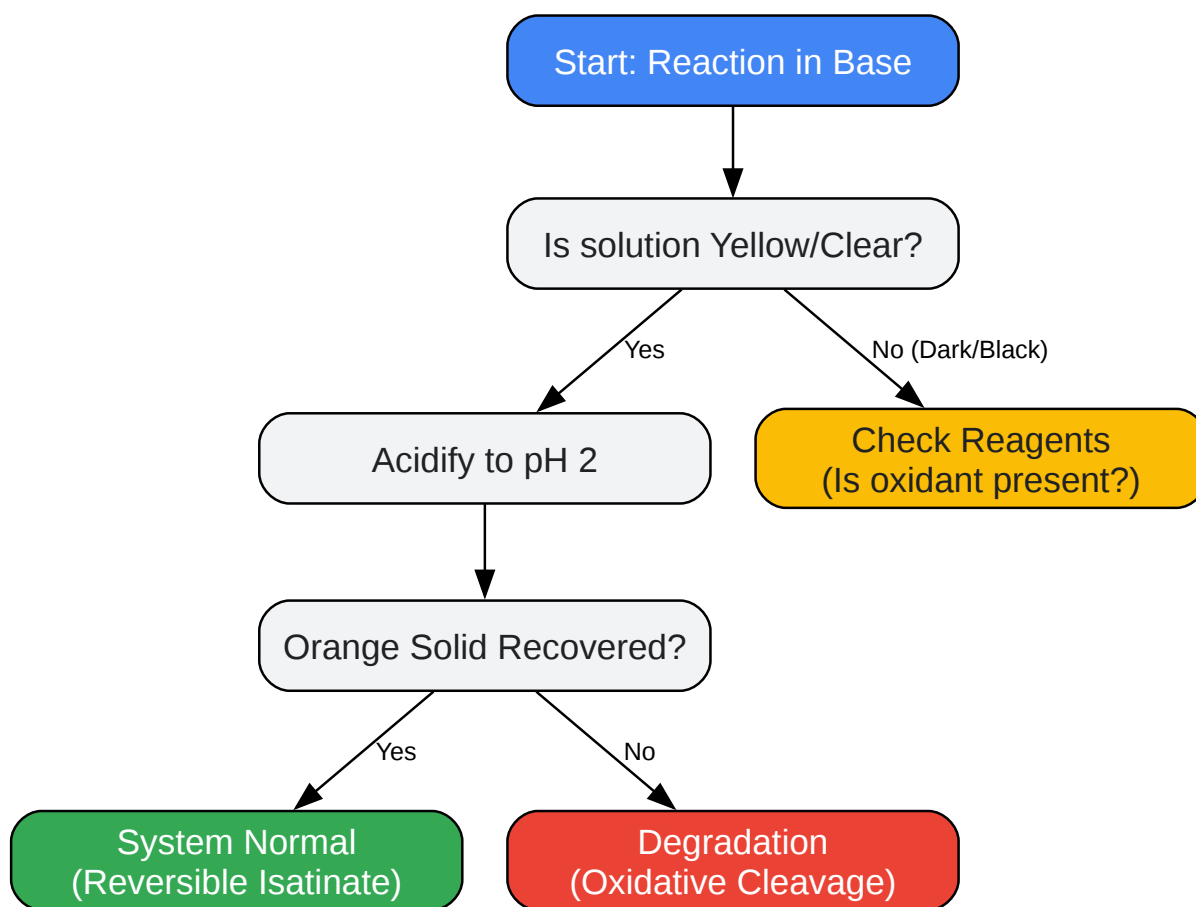 Start: Reaction in Base
Is solution Yellow/Clear?
Yes
No (Dark/Black)
Acidify to pH 2
Check Reagents
(Is oxidant present?)
Orange Solid Recovered?
Yes
No
System Normal
(Reversible Isatinate)
Degradation
(Oxidative Cleavage)